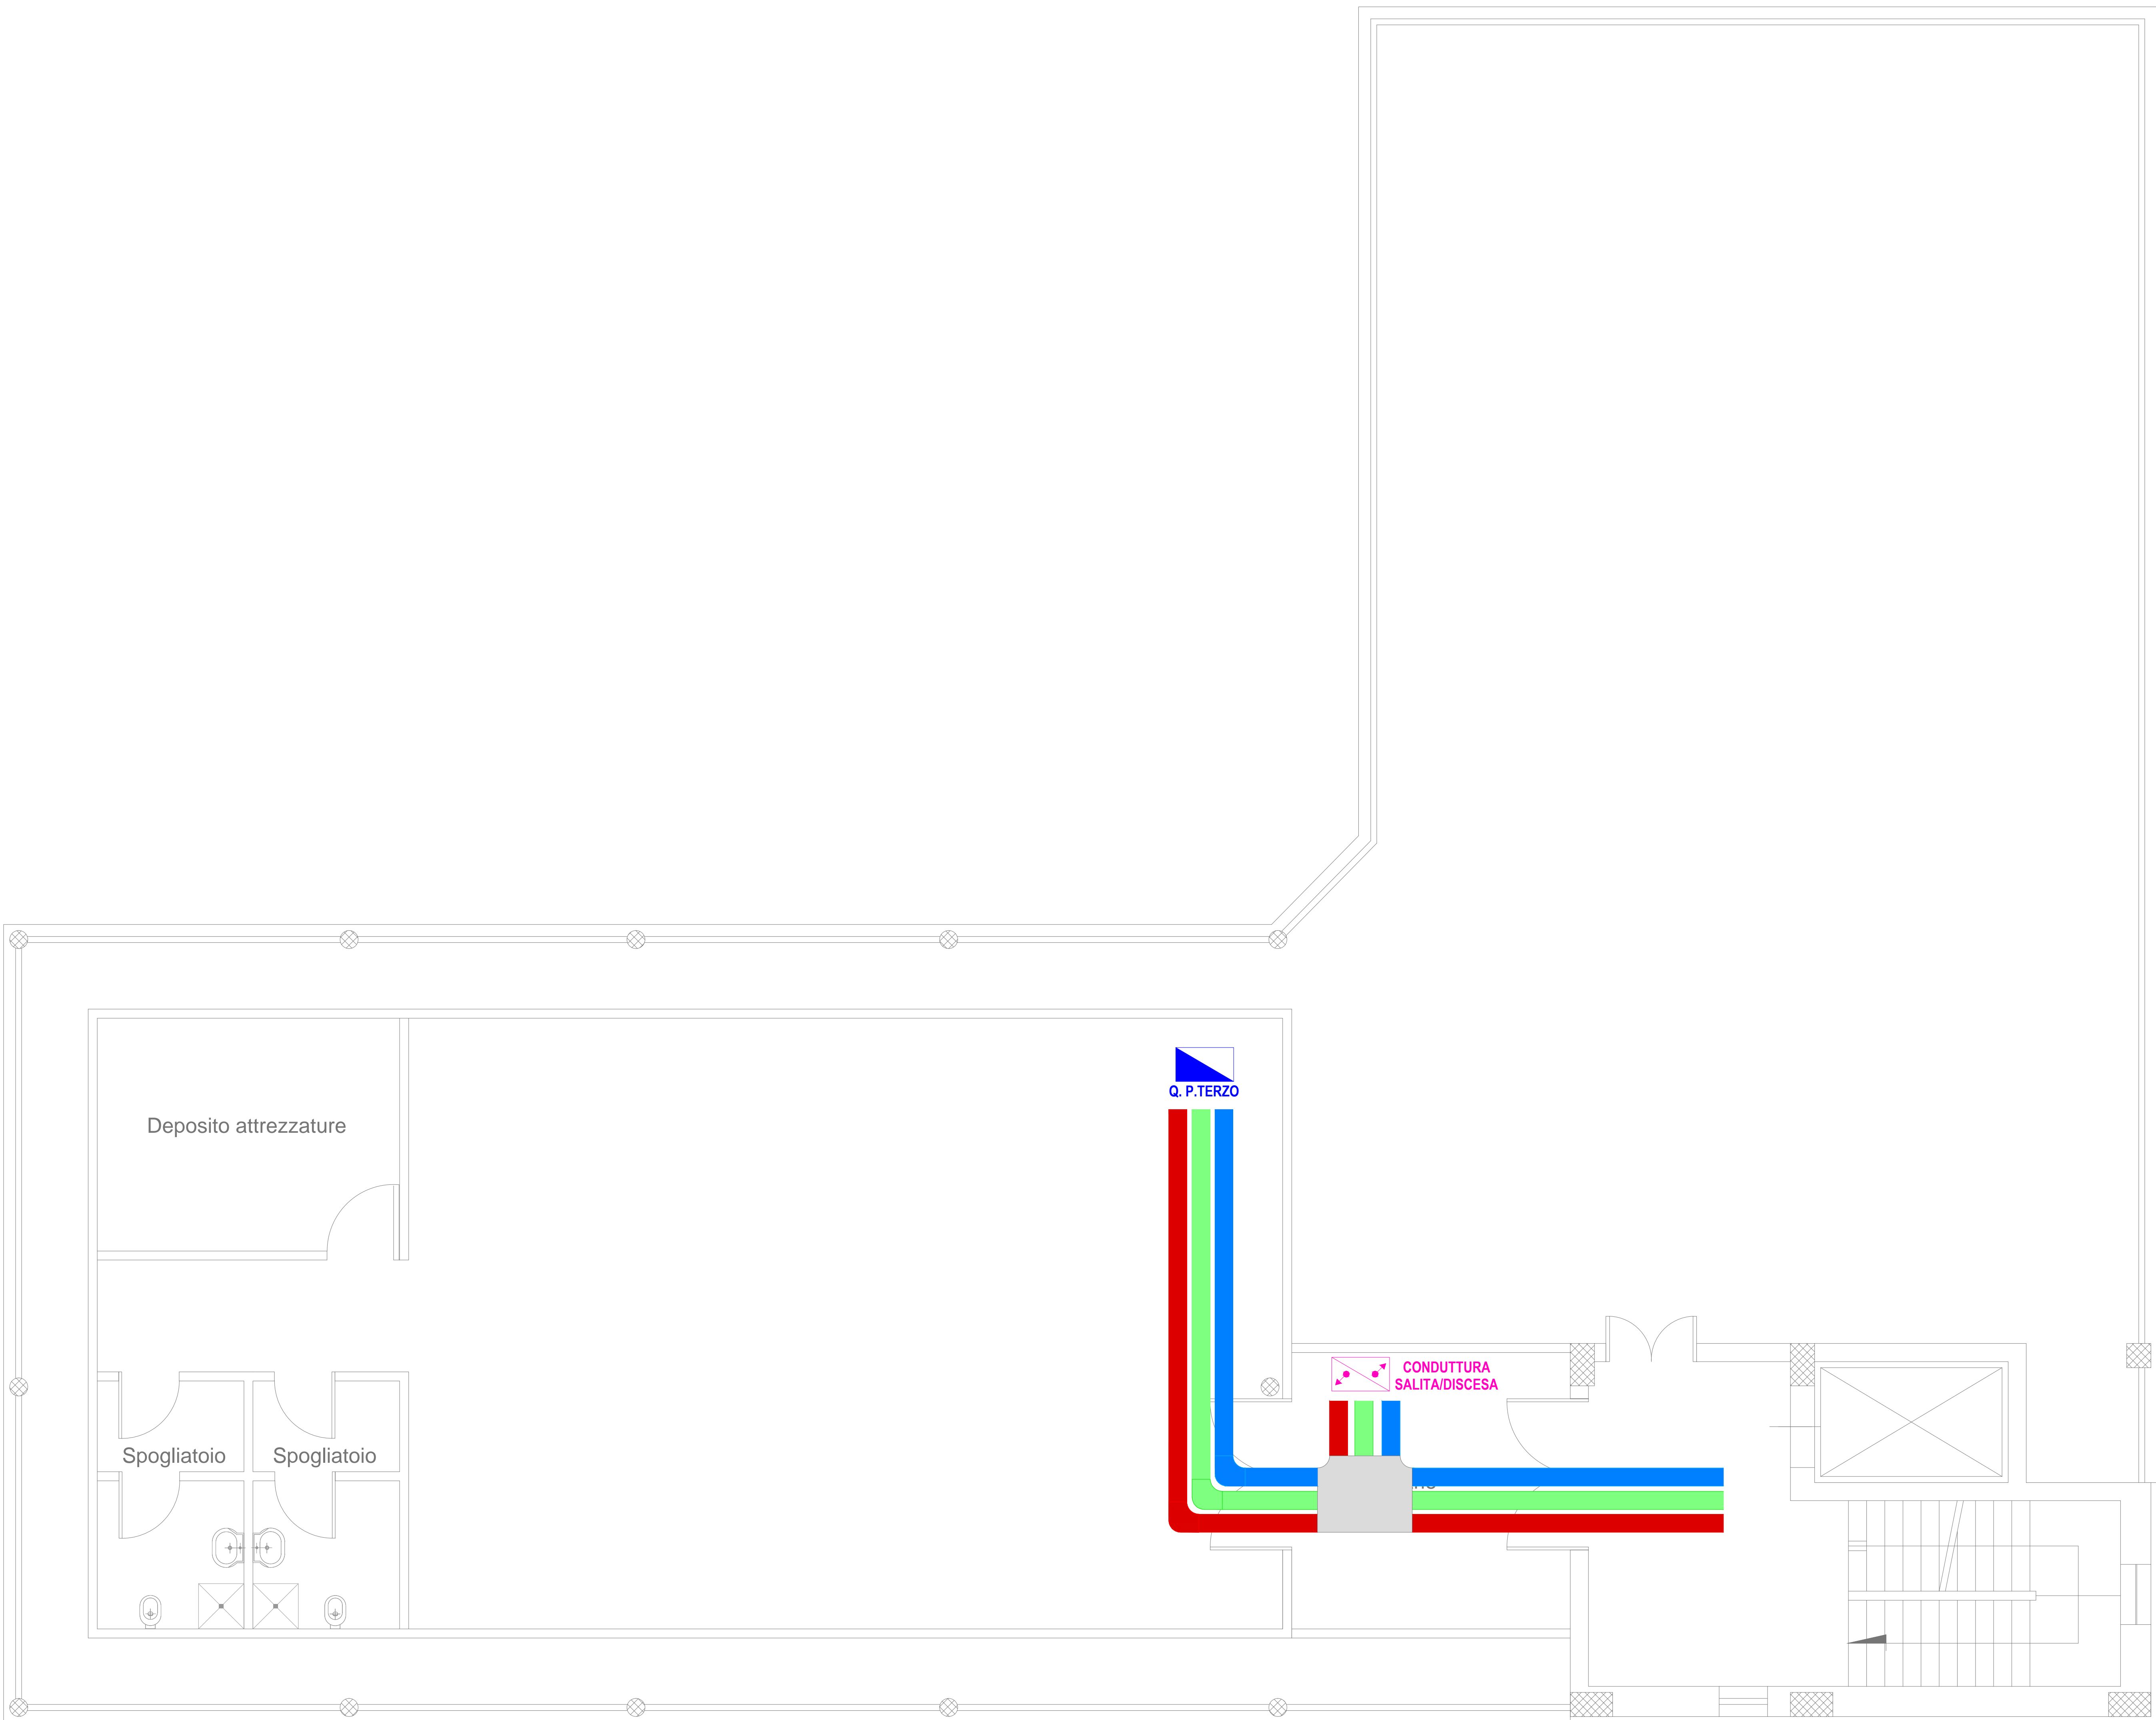 Q. P.TERZO
Deposito attrezzature
CONDUTTURA
SALITA/DISCESA
Spogliatoio
Spogliatoio